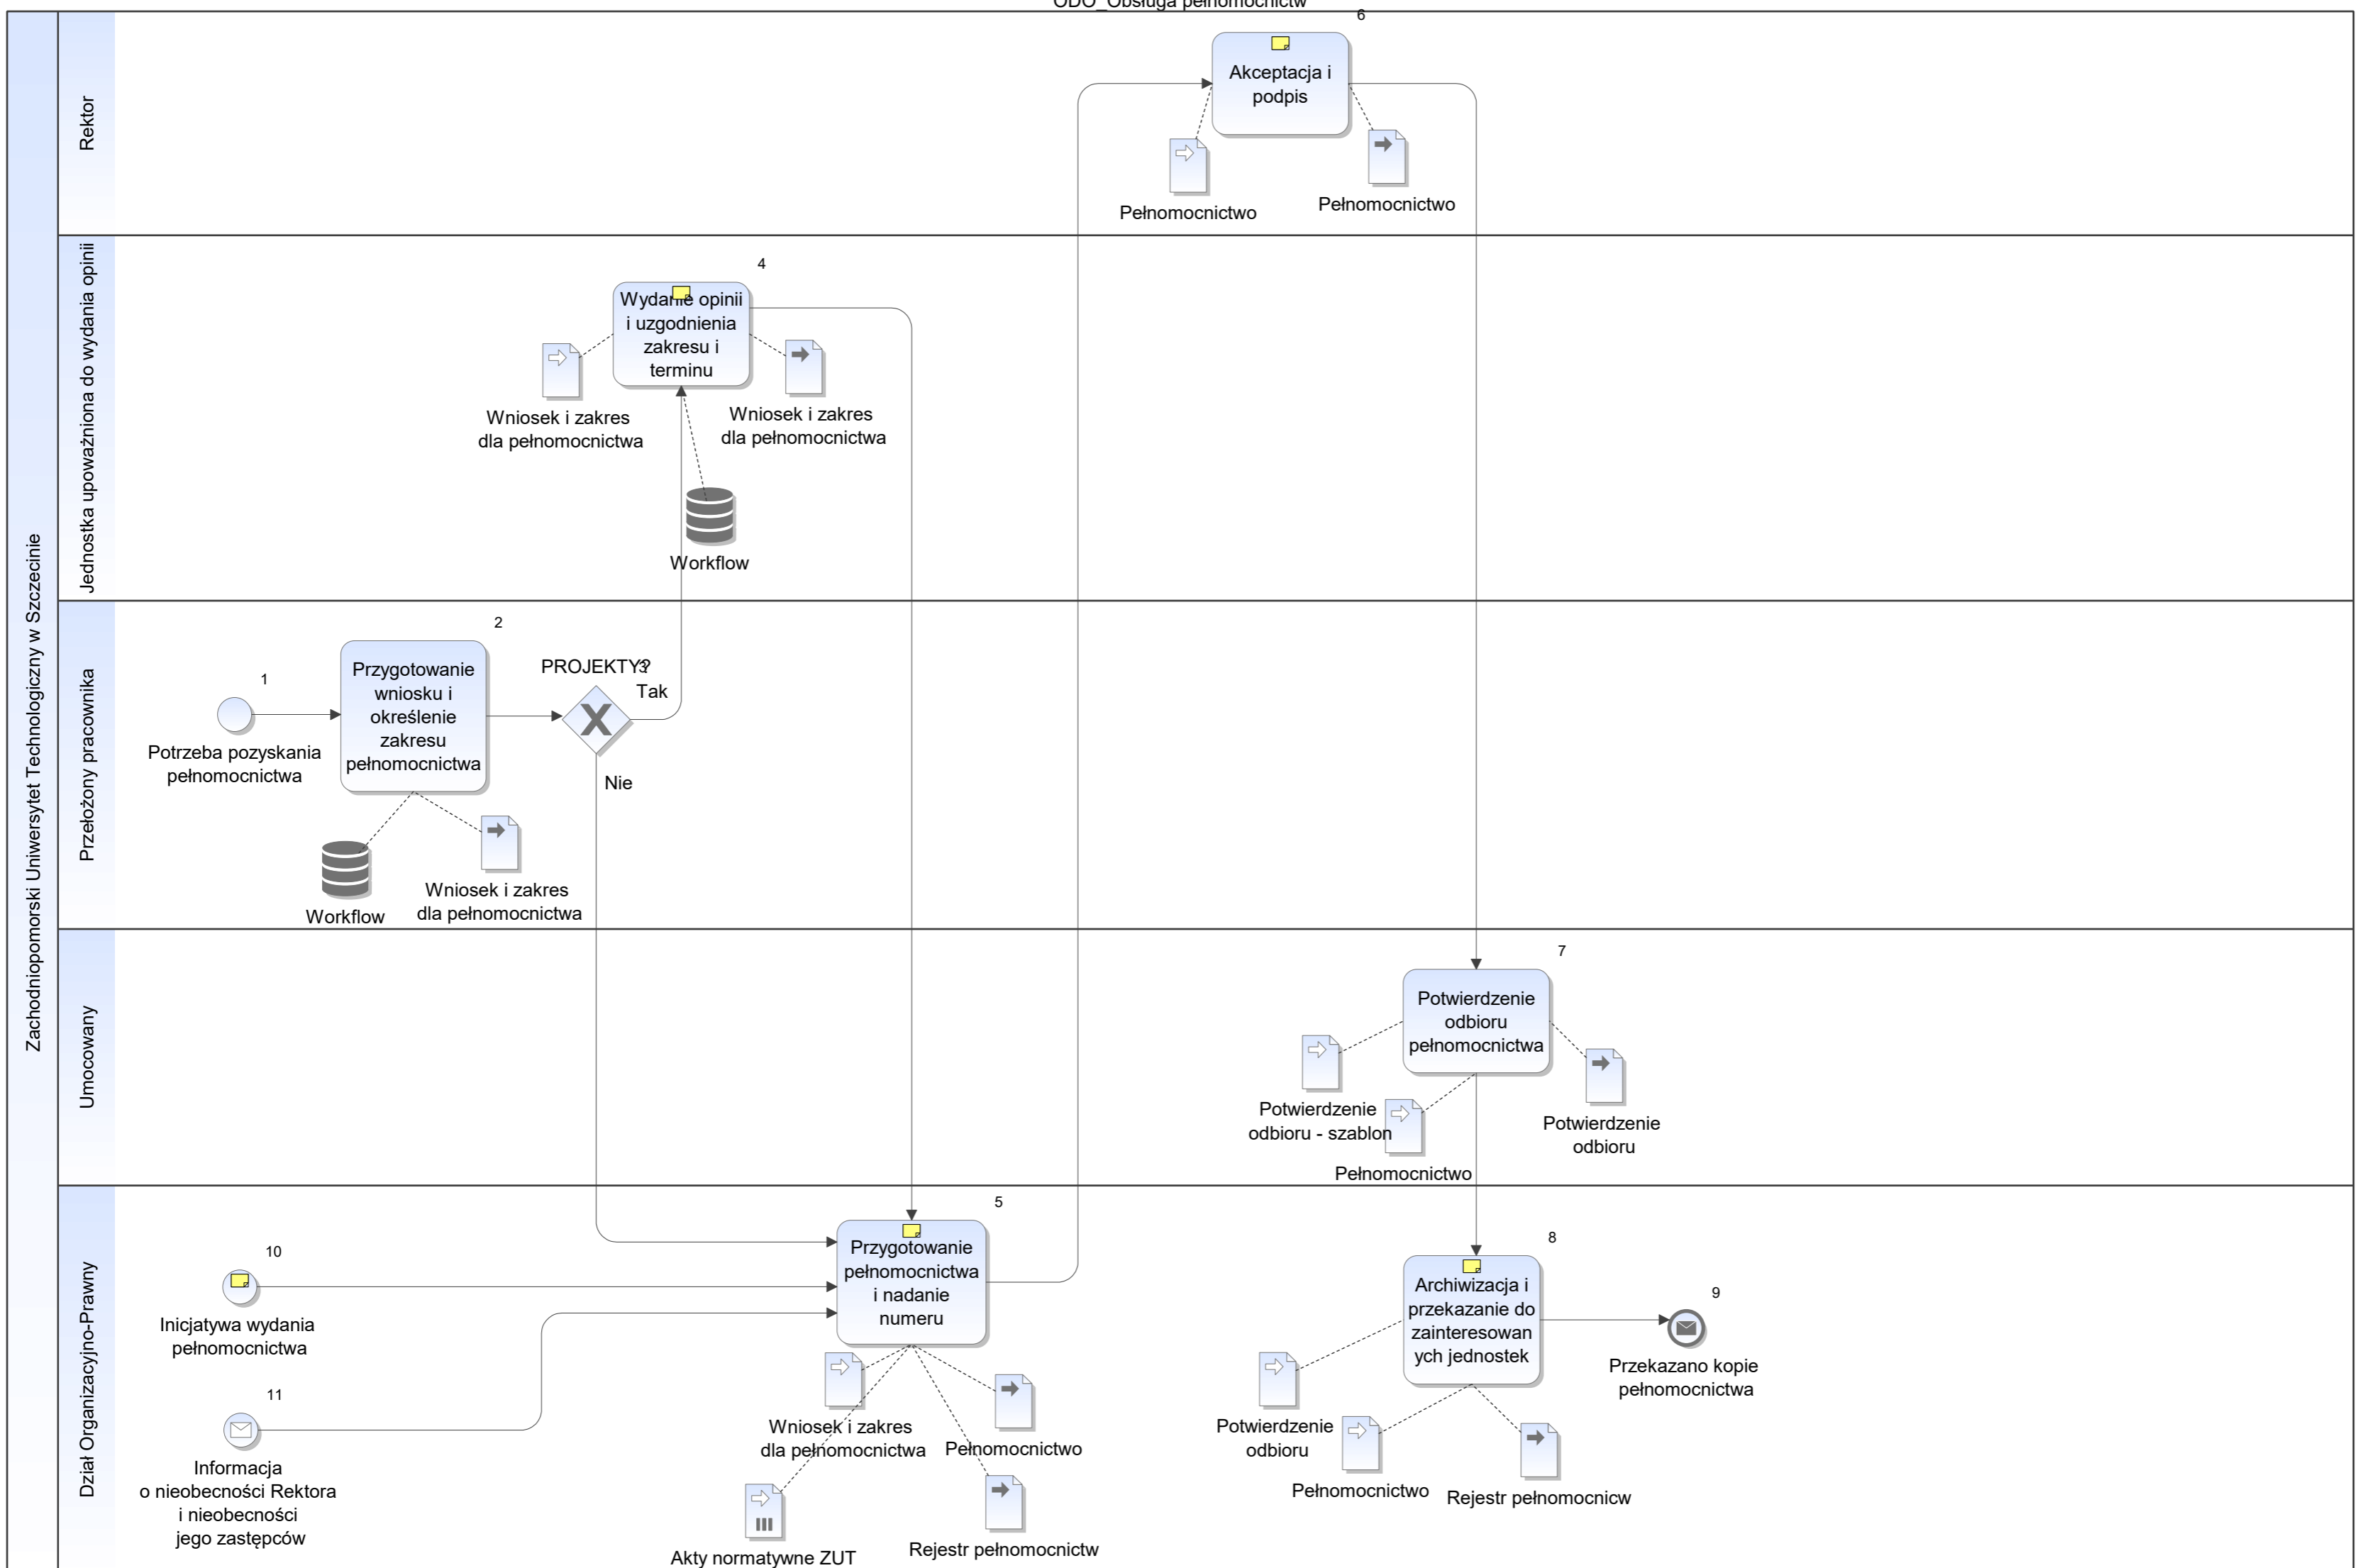 ODO_Obsługa pełnomocnictw
Zachodniopomorski Uniwersytet Technologiczny w Szczecinie
Rektor
6
Akceptacja i
podpis
Pełnomocnictwo
Pełnomocnictwo
Jednostka upoważniona do wydania opinii
4
Wydanie opinii
i uzgodnienia
zakresu i
terminu
Wniosek i zakres
dla pełnomocnictwa
Wniosek i zakres
dla pełnomocnictwa
Workflow
Przełożony pracownika
1
Potrzeba pozyskania
pełnomocnictwa
2
Przygotowanie
wniosku i
określenie
zakresu
pełnomocnictwa
Workflow
Wniosek i zakres
dla pełnomocnictwa
PROJEKTY?
3
Tak
Nie
Umocowany
7
Potwierdzenie
odbioru
pełnomocnictwa
Potwierdzenie
odbioru - szablon
Pełnomocnictwo
Potwierdzenie
odbioru
Dział Organizacyjno-Prawny
10
Inicjatywa wydania
pełnomocnictwa
11
Informacja
o nieobecności Rektora
i nieobecności
jego zastępców
5
Przygotowanie
pełnomocnictwa
i nadanie
numeru
Wniosek i zakres
dla pełnomocnictwa
Pełnomocnictwo
Akty normatywne ZUT
Rejestr pełnomocnictw
8
Archiwizacja i
przekazanie do
zainteresowan
ych jednostek
Potwierdzenie
odbioru
Pełnomocnictwo
Rejestr pełnomocnicw
9
Przekazano kopie
pełnomocnictwa